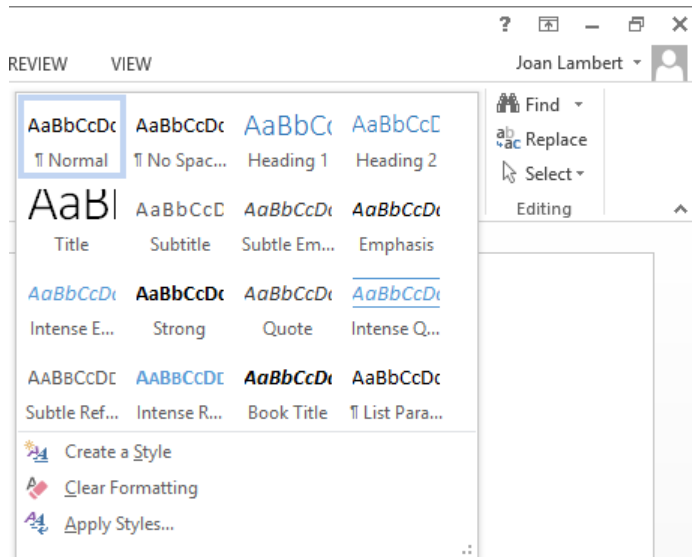 ?
REVIEW VIEW Joan Lambert
AaBbCcDc AaBbCcDc AaBbCc AaBbCcD
¶ Normal ¶ No Spac... Heading 1 Heading 2
AaBl AaBbCcD AaBbCcDc AaBbCcDc
Title Subtitle Subtle Em... Emphasis
AaBbCcDc AaBbCcDc AaBbCcDc AaBbCcDc
Intense E... Strong Quote Intense Q...
AABBCCDE AABBCCDE AaBbCcDc AaBbCcDc
Subtle Ref... Intense R... Book Title ¶ List Para...
Create a Style
Clear Formatting
Apply Styles...
Find
Replace
Select
Editing